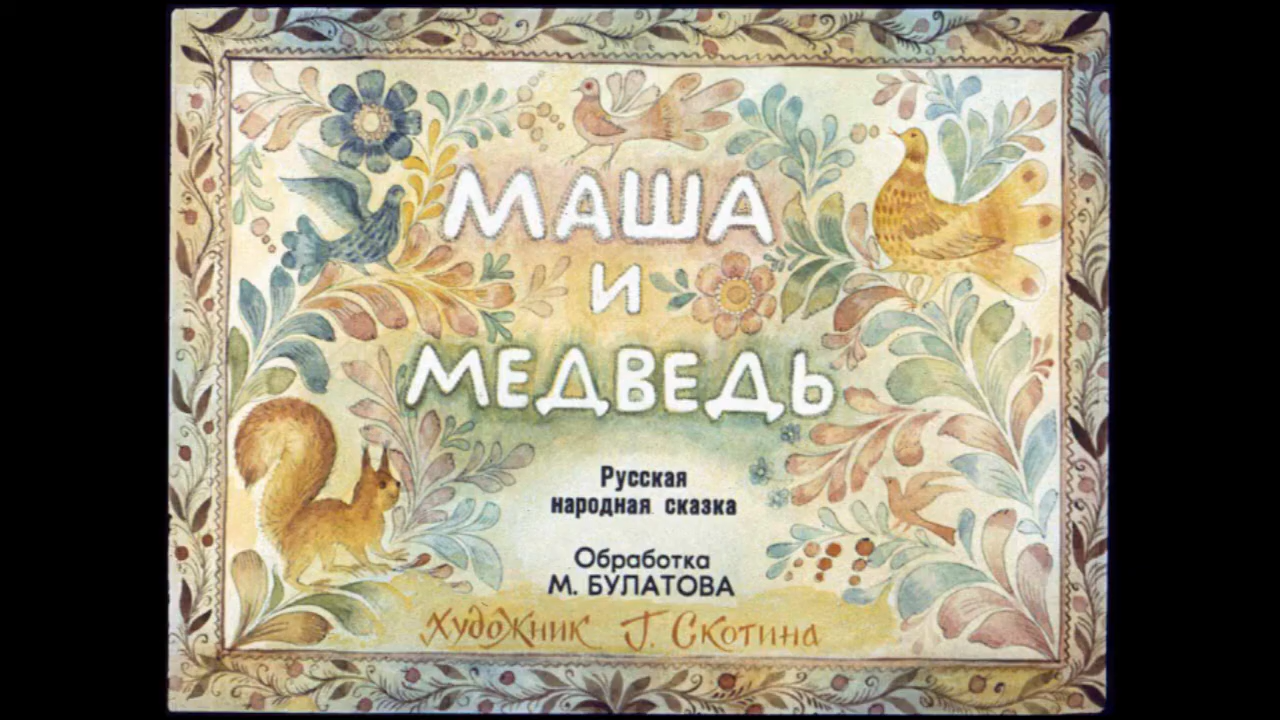 МАША
И
МЕДВЕДЬ
Русская
народная сказка
Обработка
М. БУЛАТОВА
Художник Г. Скотина